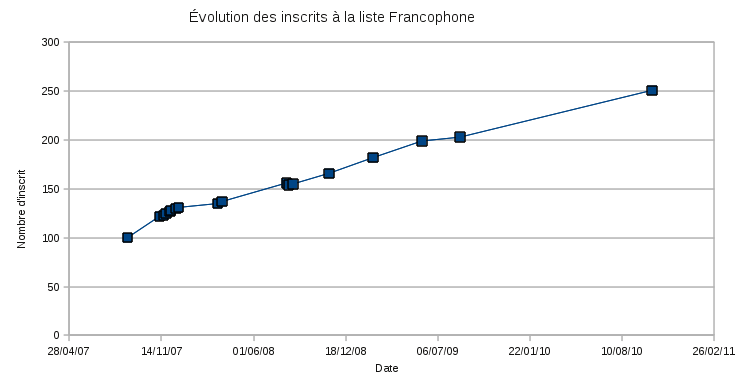 Évolution des inscrits à la liste Francophone
300
250
200
150
100
50
0
Nombre d'inscrit
28/04/07 14/11/07 01/06/08 18/12/08 06/07/09 22/01/10 10/08/10 26/02/11
Date